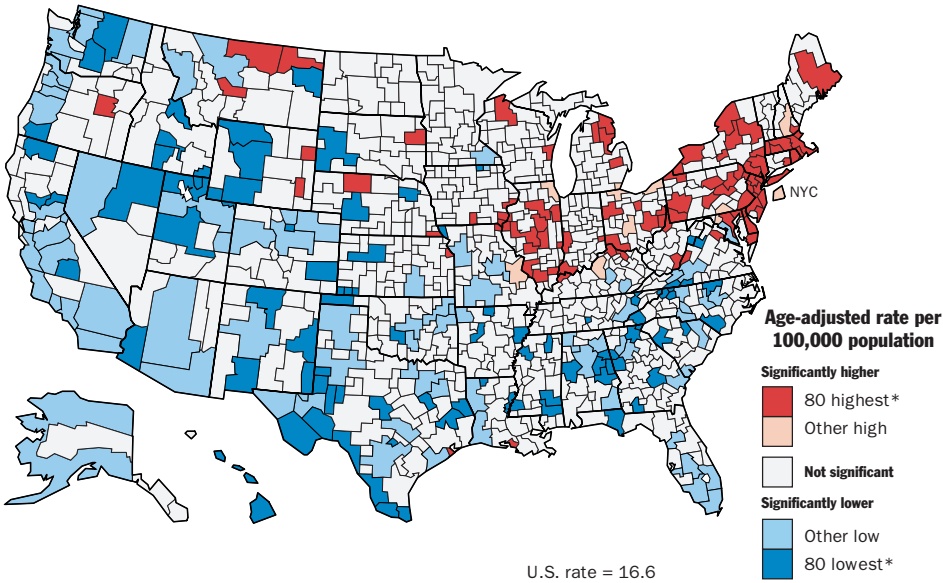 NYC
Age-adjusted rate per
100,000 population
Significantly higher
80 highest*
Other high
Not significant
Significantly lower
Other low
80 lowest*
U.S. rate = 16.6